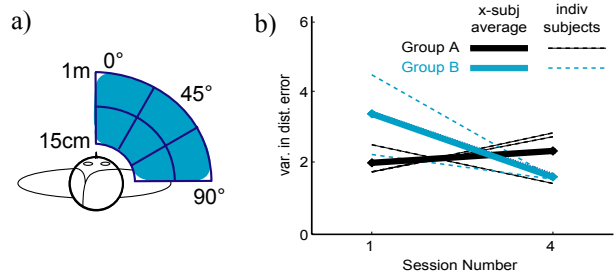 a)
0°
1m
45°
15cm
90°
b)
x-subj average
indiv subjects
Group A
Group B
6
4
2
0
var. in dist. error
1
4
Session Number